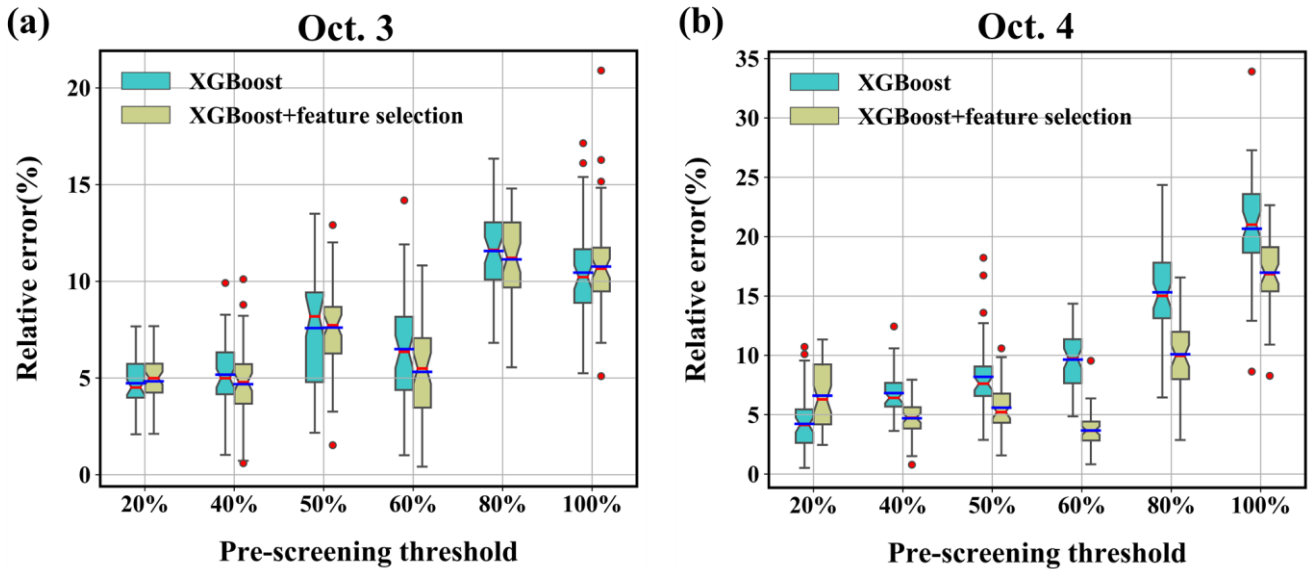 (a)
Oct. 3
XGBoost
XGBoost+feature selection
Relative error(%)
20
15
10
5
0
20%
40%
50%
60%
80%
100%
Pre-screening threshold
(b)
Oct. 4
XGBoost
XGBoost+feature selection
Relative error(%)
35
30
25
20
15
10
5
0
20%
40%
50%
60%
80%
100%
Pre-screening threshold